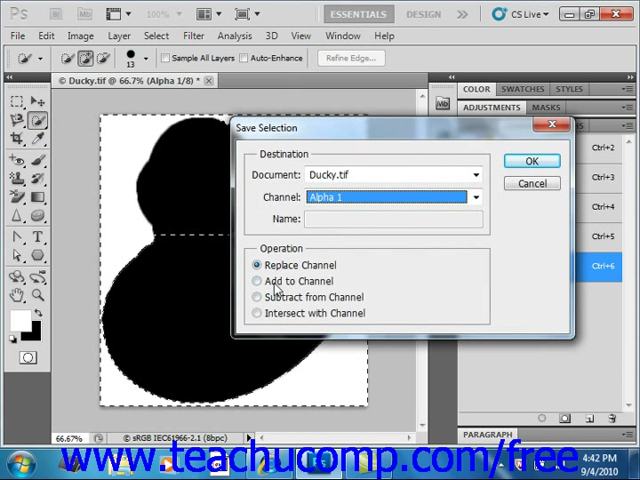 Ps
150%
ESSENTIALS
DESIGN
CS Live
File Edit Image Layer Select Filter Analysis 3D View Window Help
13
Sample All Layers
Auto-Enhance
Refine Edge...
© Ducky.tif @ 66.7% (Alpha 1/8) *
COLOR SWATCHES STYLES
ADJUSTMENTS MASKS
Mb
Save Selection
Destination
Document: Ducky.tif
Channel: Alpha 1
Name:
OK
Cancel
Operation
Replace Channel
Add to Channel
Subtract from Channel
Intersect with Channel
Ctrl+2
Ctrl+3
Ctrl+4
Ctrl+5
Ctrl+6
66.67%
sRGB IEC61966-2.1 (8bpc)
PARAGRAPH
www.teachucomp.com/free
4:42 PM
9/4/2010